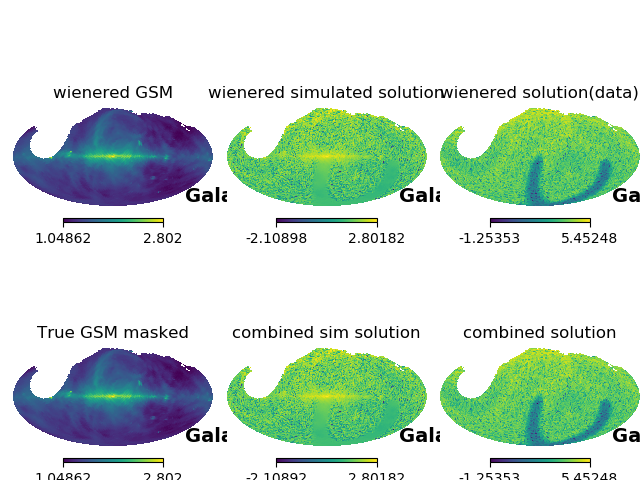 wienered GSM
wienered simulated solution
wienered solution(data)
Gala
Gala
Ga
1.04862 2.802
-2.10898 2.80182
-1.25353 5.45248
True GSM masked
combined sim solution
combined solution
Gala
Gala
Ga
1.04862 2.802
-2.10892 2.80182
-1.25353 5.45248